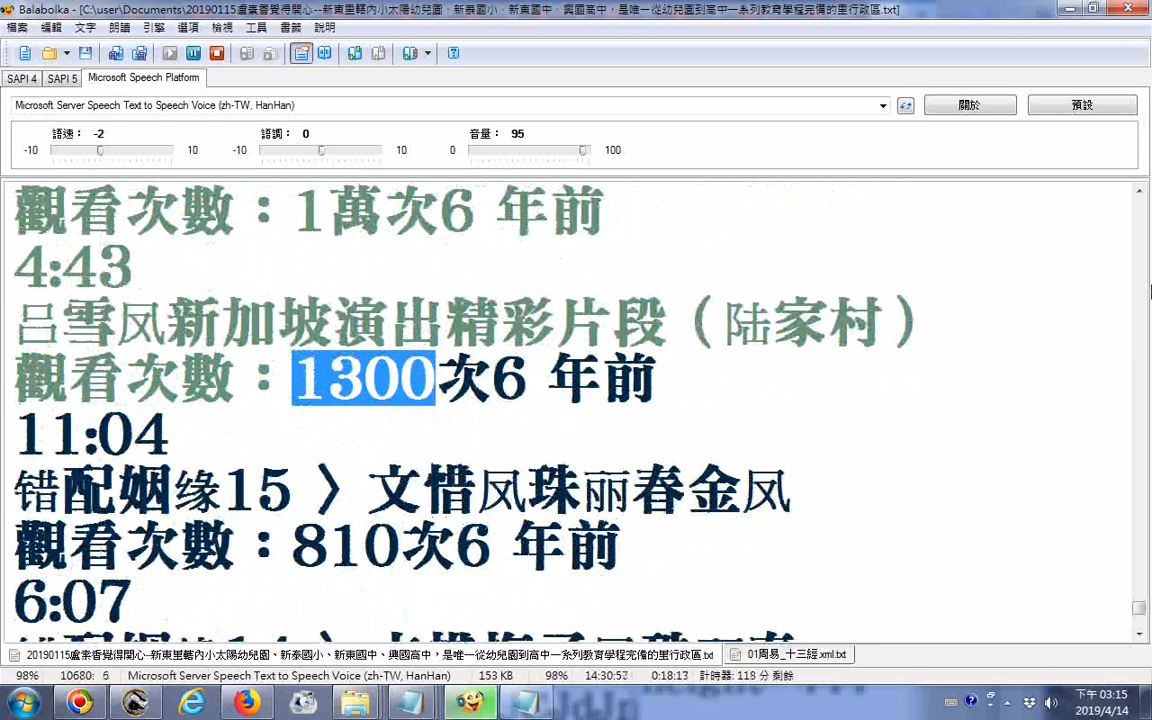 Balabolka - [C:\user\Documents\20190115盧素香覺得開心--新東里轄內小太陽幼兒園、新泰國小、新東國中、興國高中，是唯一從幼兒園到高中一系列教育學程完備的里行政區.txt]
檔案 編輯 文字 朗讀 引擎 選項 檢視 工具 書籤 說明
SAPI 4 SAPI 5 Microsoft Speech Platform
Microsoft Server Speech Text to Speech Voice (zh-TW, HanHan) 關於 預設
語速： -2 語調： 0 音量： 95
-10 10 -10 10 0 100
觀看次數：1萬次6 年前
4:43
吕雪凤新加坡演出精彩片段（陆家村）
觀看次數：1300次6 年前
11:04
错配姻缘15 〉文惜凤珠丽春金凤
觀看次數：810次6 年前
6:07
20190115盧素香覺得開心--新東里轄內小太陽幼兒園、新泰國小、新東國中、興國高中，是唯一從幼兒園到高中一系列教育學程完備的里行政區.txt 01周易_十三經.xml.txt
98% 10680: 6 Microsoft Server Speech Text to Speech Voice (zh-TW, HanHan) 153 KB 98% 14:30:53 0:18:13 計時器: 118 分 剩餘
下午 03:15
2019/4/14